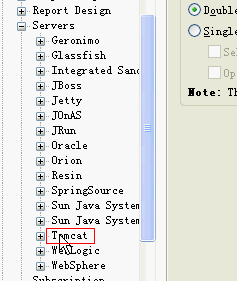 Report Design
Servers
Geronimo
Glassfish
Integrated Sand
JBoss
Jetty
JOnAS
JRun
Oracle
Orion
Resin
SpringSource
Sun Java System
Sun Java System
Tomcat
WebLogic
WebSphere
Subscription
Double
Single
Se
Op
Note: Th